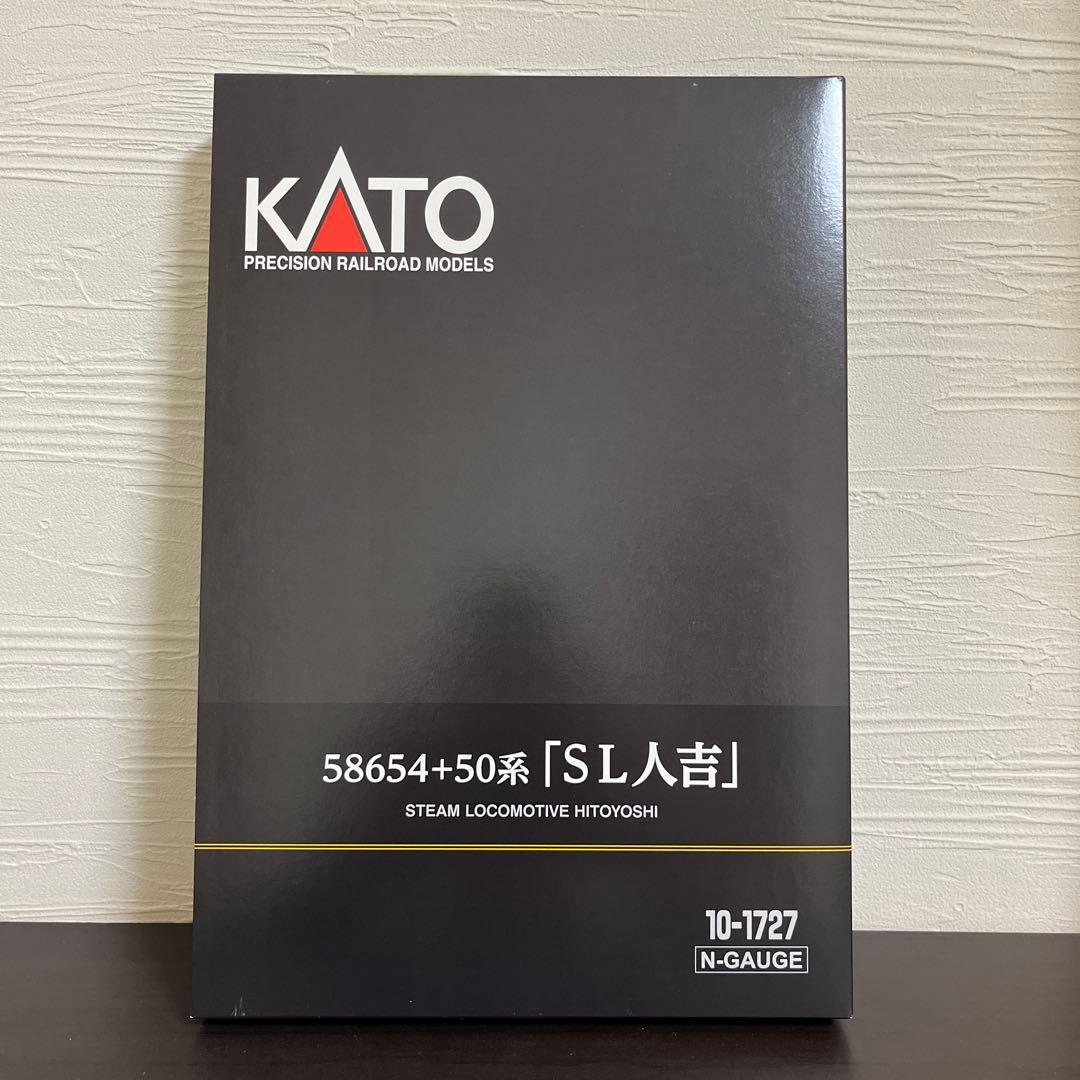 KATO
PRECISION RAILROAD MODELS
58654+50系「SL人吉」
STEAM LOCOMOTIVE HITOYOSHI
10-1727
N-GAUGE